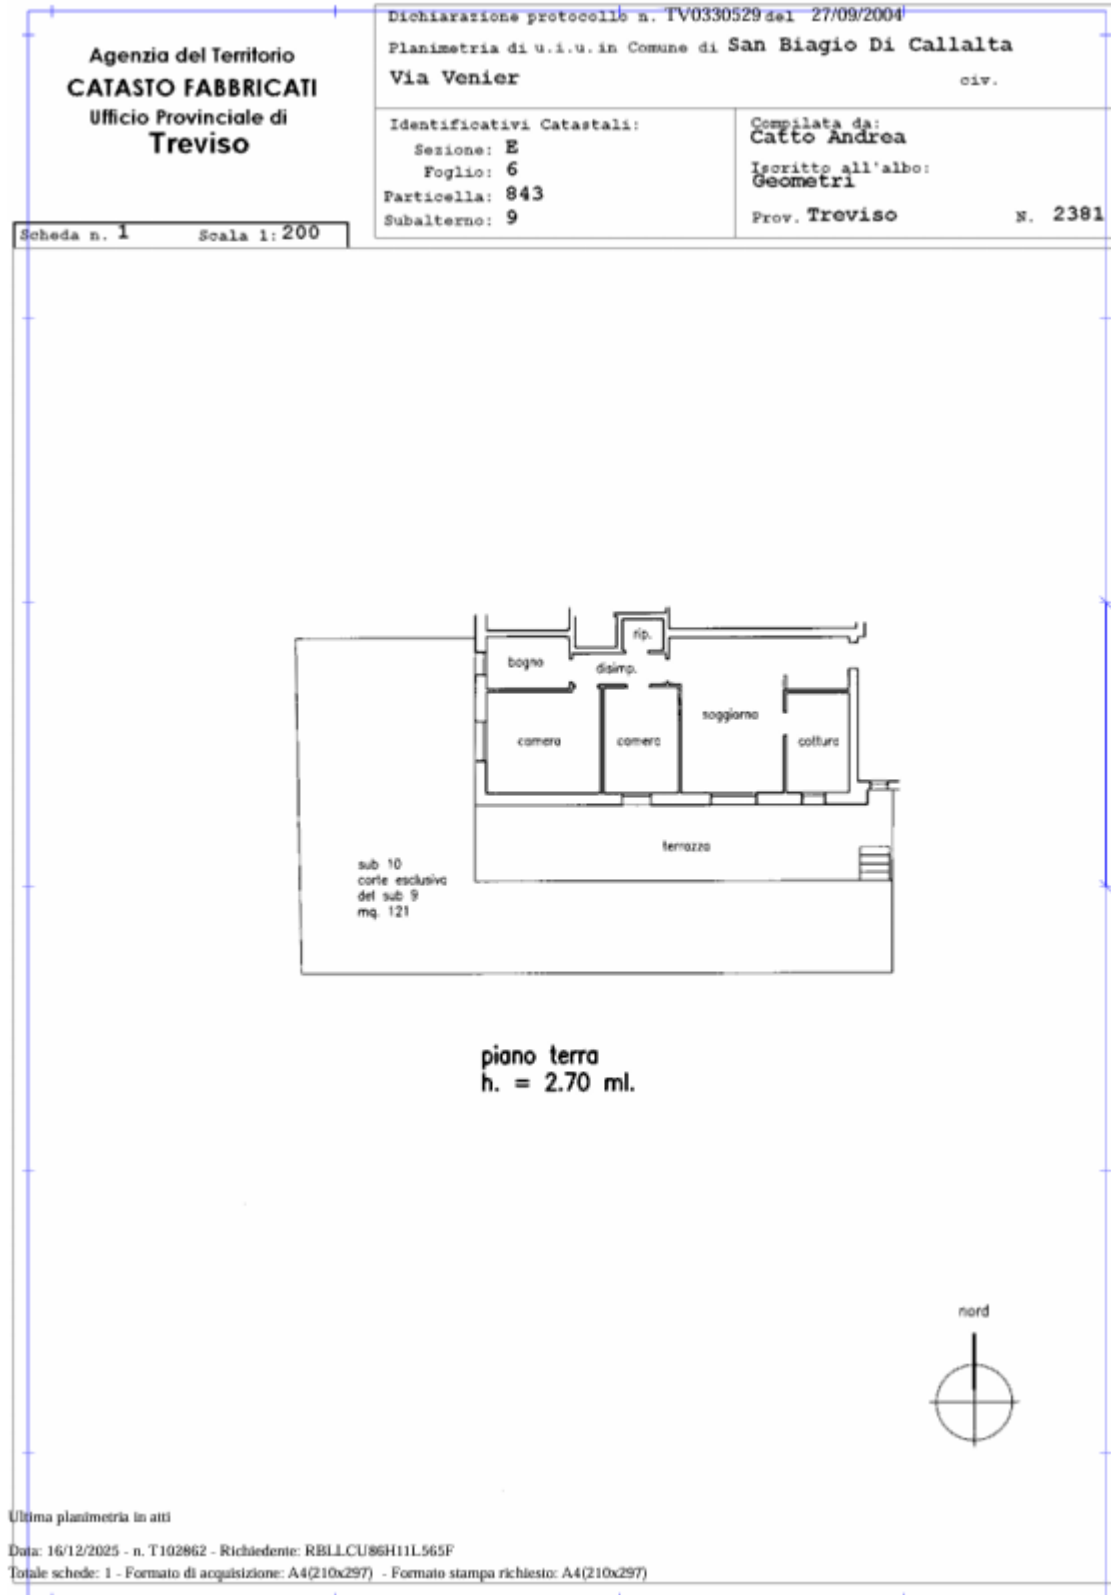 Agenzia del Territorio
CATASTO FABBRICATI
Ufficio Provinciale di
Treviso
Dichiarazione protocollo n. TV0330529 del 27/09/2004
Planimetria di u.i.u. in Comune di San Biagio Di Callalta
Via Venier civ.
Identificativi Catastali:
Sezione: E
Foglio: 6
Particella: 843
Subalterno: 9
Compilata da:
Catto Andrea
Iscritto all'albo:
Geometri
Prov. Treviso N. 2381
Scheda n. 1 Scala 1:200
rip.
bagno
disimp.
soggiorno
camera
camera
cottura
terrazza
sub 10
corte esclusiva
del sub 9
mq. 121
piano terra
h. = 2.70 ml.
nord
Ultima planimetria in atti
Data: 16/12/2025 - n. T102862 - Richiedente: RBLLCU86H11L565F
Totale schede: 1 - Formato di acquisizione: A4(210x297) - Formato stampa richiesto: A4(210x297)